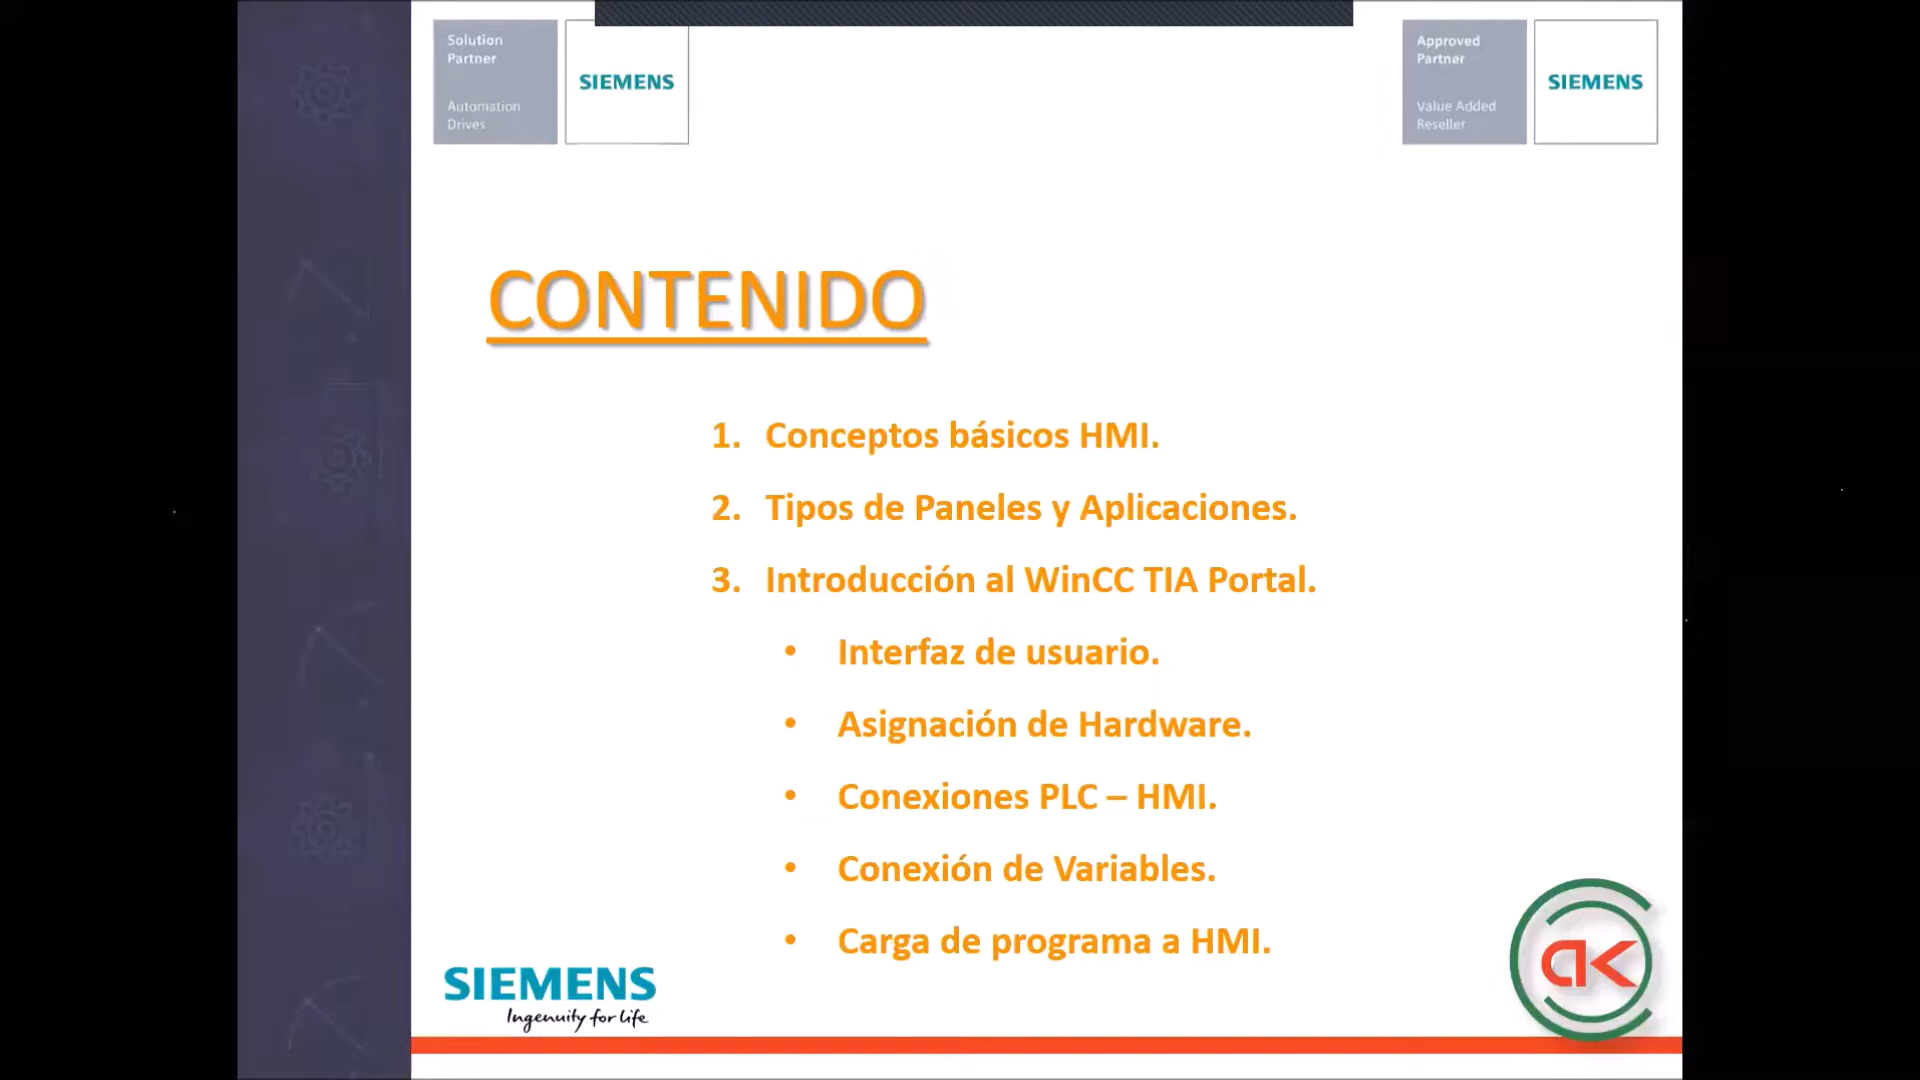 Solution
Partner
Automation
Drives
SIEMENS
Approved
Partner
Value Added
Reseller
SIEMENS
CONTENIDO
1. Conceptos básicos HMI.
2. Tipos de Paneles y Aplicaciones.
3. Introducción al WinCC TIA Portal.
• Interfaz de usuario.
• Asignación de Hardware.
• Conexiones PLC – HMI.
• Conexión de Variables.
• Carga de programa a HMI.
SIEMENS
Ingenuity for life